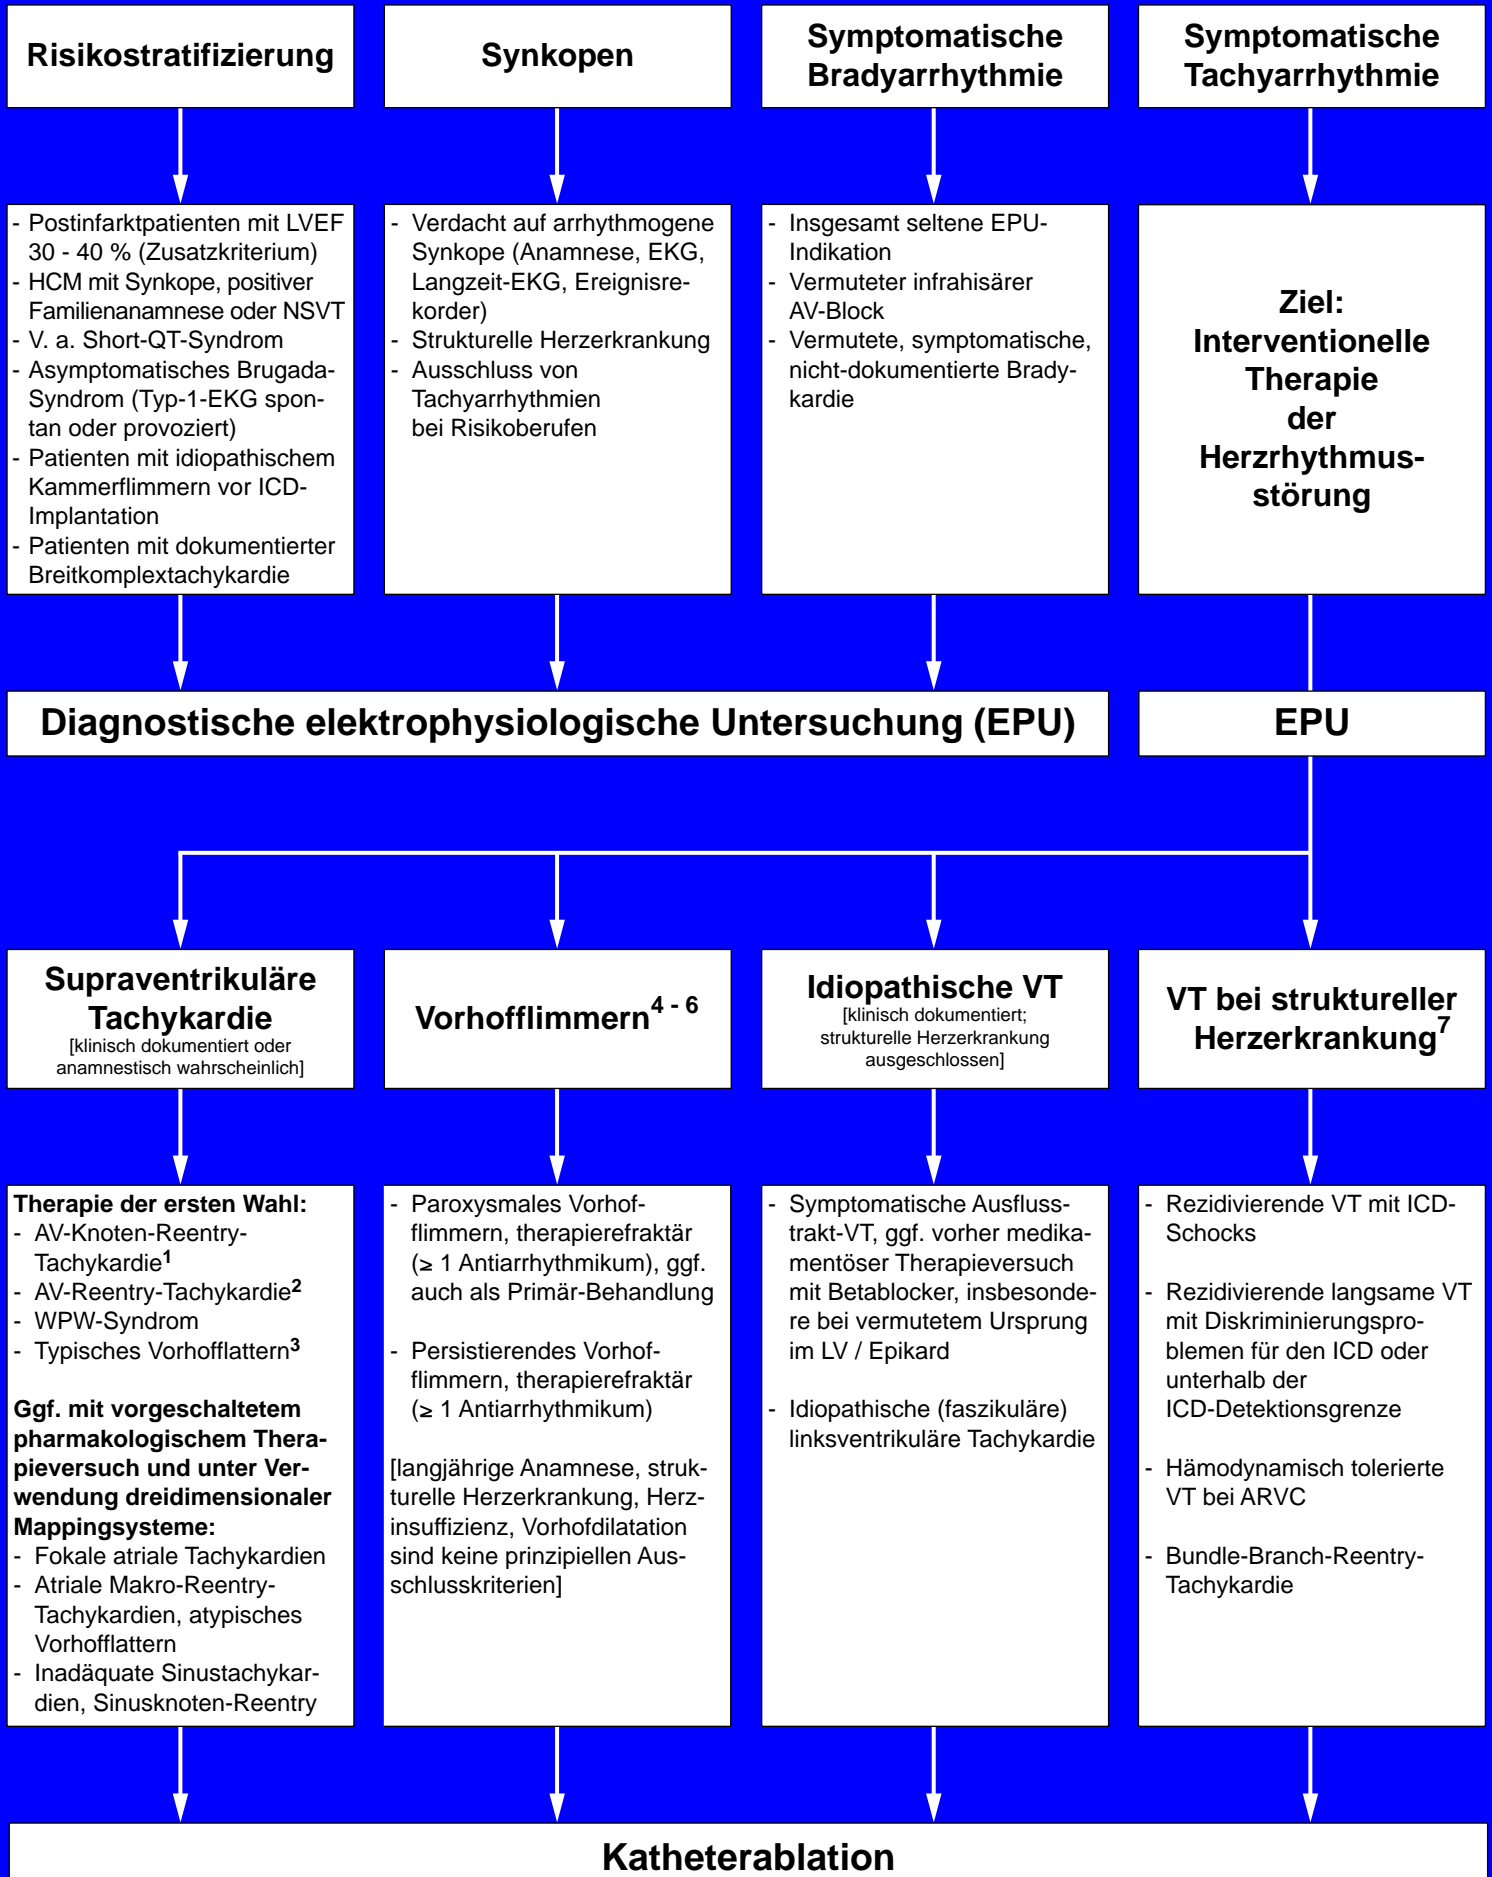 Risikostratifizierung
Synkopen
Symptomatische
Bradyarrhythmie
Symptomatische
Tachyarrhythmie
- Postinfarktpatienten mit LVEF
30 - 40 % (Zusatzkriterium)
- HCM mit Synkope, positiver
Familienanamnese oder NSVT
- V. a. Short-QT-Syndrom
- Asymptomatisches Brugada-
Syndrom (Typ-1-EKG spon-
tan oder provoziert)
- Patienten mit idiopathischem
Kammerflimmern vor ICD-
Implantation
- Patienten mit dokumentierter
Breitkomplextachykardie
- Verdacht auf arrhythmogene
Synkope (Anamnese, EKG,
Langzeit-EKG, Ereignisre-
korder)
- Strukturelle Herzerkrankung
- Ausschluss von
Tachyarrhythmien
bei Risikoberufen
- Insgesamt seltene EPU-
Indikation
- Vermuteter infrahisärer
AV-Block
- Vermutete, symptomatische,
nicht-dokumentierte Brady-
kardie
Ziel:
Interventionelle
Therapie
der
Herzrhythmus-
störung
Diagnostische elektrophysiologische Untersuchung (EPU)
EPU
Supraventrikuläre
Tachykardie
[klinisch dokumentiert oder
anamnestisch wahrscheinlich]
Vorhofflimmern4 - 6
Idiopathische VT
[klinisch dokumentiert;
strukturelle Herzerkrankung
ausgeschlossen]
VT bei struktureller
Herzerkrankung7
Therapie der ersten Wahl:
- AV-Knoten-Reentry-
Tachykardie1
- AV-Reentry-Tachykardie2
- WPW-Syndrom
- Typisches Vorhofflattern3
Ggf. mit vorgeschaltetem
pharmakologischem Thera-
pieversuch und unter Ver-
wendung dreidimensionaler
Mappingsysteme:
- Fokale atriale Tachykardien
- Atriale Makro-Reentry-
Tachykardien, atypisches
Vorhofflattern
- Inadäquate Sinustachykar-
dien, Sinusknoten-Reentry
- Paroxysmales Vorhof-
flimmern, therapierefraktär
(≥ 1 Antiarrhythmikum), ggf.
auch als Primär-Behandlung
- Persistierendes Vorhof-
flimmern, therapierefraktär
(≥ 1 Antiarrhythmikum)
[langjährige Anamnese, struk-
turelle Herzerkrankung, Herz-
insuffizienz, Vorhofdilatation
sind keine prinzipiellen Aus-
schlusskriterien]
- Symptomatische Ausfluss-
trakt-VT, ggf. vorher medika-
mentöser Therapieversuch
mit Betablocker, insbesonde-
re bei vermutetem Ursprung
im LV / Epikard
- Idiopathische (faszikuläre)
linksventrikuläre Tachykardie
- Rezidivierende VT mit ICD-
Schocks
- Rezidivierende langsame VT
mit Diskriminierungspro-
blemen für den ICD oder
unterhalb der
ICD-Detektionsgrenze
- Hämodynamisch tolerierte
VT bei ARVC
- Bundle-Branch-Reentry-
Tachykardie
Katheterablation